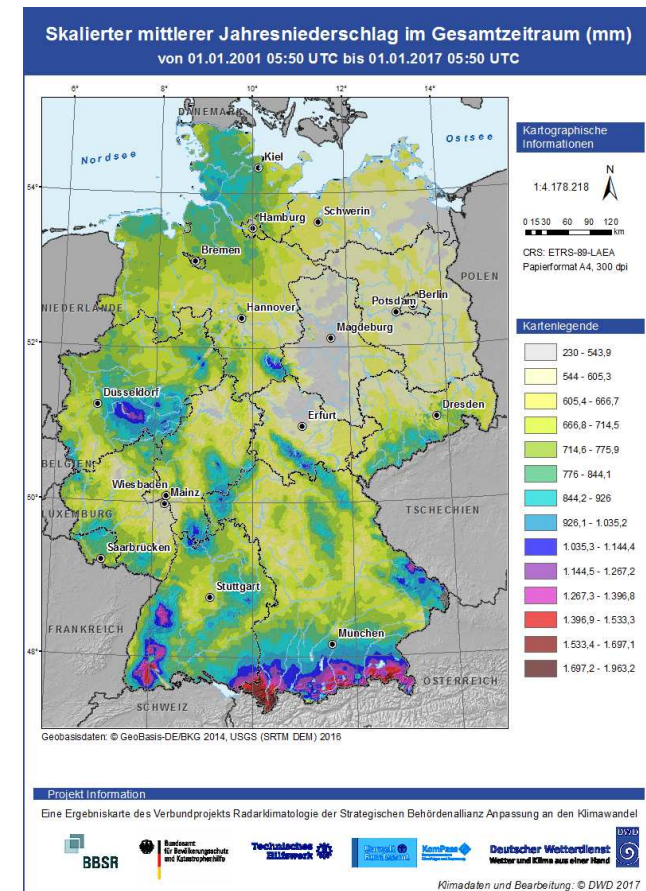 Skalierter mittlerer Jahresniederschlag im Gesamtzeitraum (mm)
von 01.01.2001 05:50 UTC bis 01.01.2017 05:50 UTC
6° 8° 10° 12° 14°
DÄNEMARK
Nordsee
Ostsee
Kiel
54°
Hamburg
Schwerin
Bremen
NIEDERLANDE
Hannover
Potsdam
Berlin
POLEN
Magdeburg
52°
Düsseldorf
Erfurt
Dresden
BELGIEN
Wiesbaden
Mainz
50°
LUXEMBURG
TSCHECHIEN
Saarbrücken
Stuttgart
FRANKREICH
München
48°
ÖSTERREICH
SCHWEIZ
Geobasisdaten: © GeoBasis-DE/BKG 2014, USGS (SRTM DEM) 2016
Kartographische
Informationen
N
1:4.178.218
0 15 30 60 90 120
km
CRS: ETRS-89-LAEA
Papierformat A4, 300 dpi
Kartenlegende
230 - 543,9
544 - 605,3
605,4 - 666,7
666,8 - 714,5
714,6 - 775,9
776 - 844,1
844,2 - 926
926,1 - 1.035,2
1.035,3 - 1.144,4
1.144,5 - 1.267,2
1.267,3 - 1.396,8
1.396,9 - 1.533,3
1.533,4 - 1.697,1
1.697,2 - 1.963,2
Projekt Information
Eine Ergebniskarte des Verbundprojekts Radarklimatologie der Strategischen Behördenallianz Anpassung an den Klimawandel
BBSR
Bundesamt
für Bevölkerungsschutz
und Katastrophenhilfe
Technisches
Hilfswerk
Umwelt
Bundesamt
KomPass
Deutscher Wetterdienst
Wetter und Klima aus einer Hand
DWD
Klimadaten und Bearbeitung: © DWD 2017